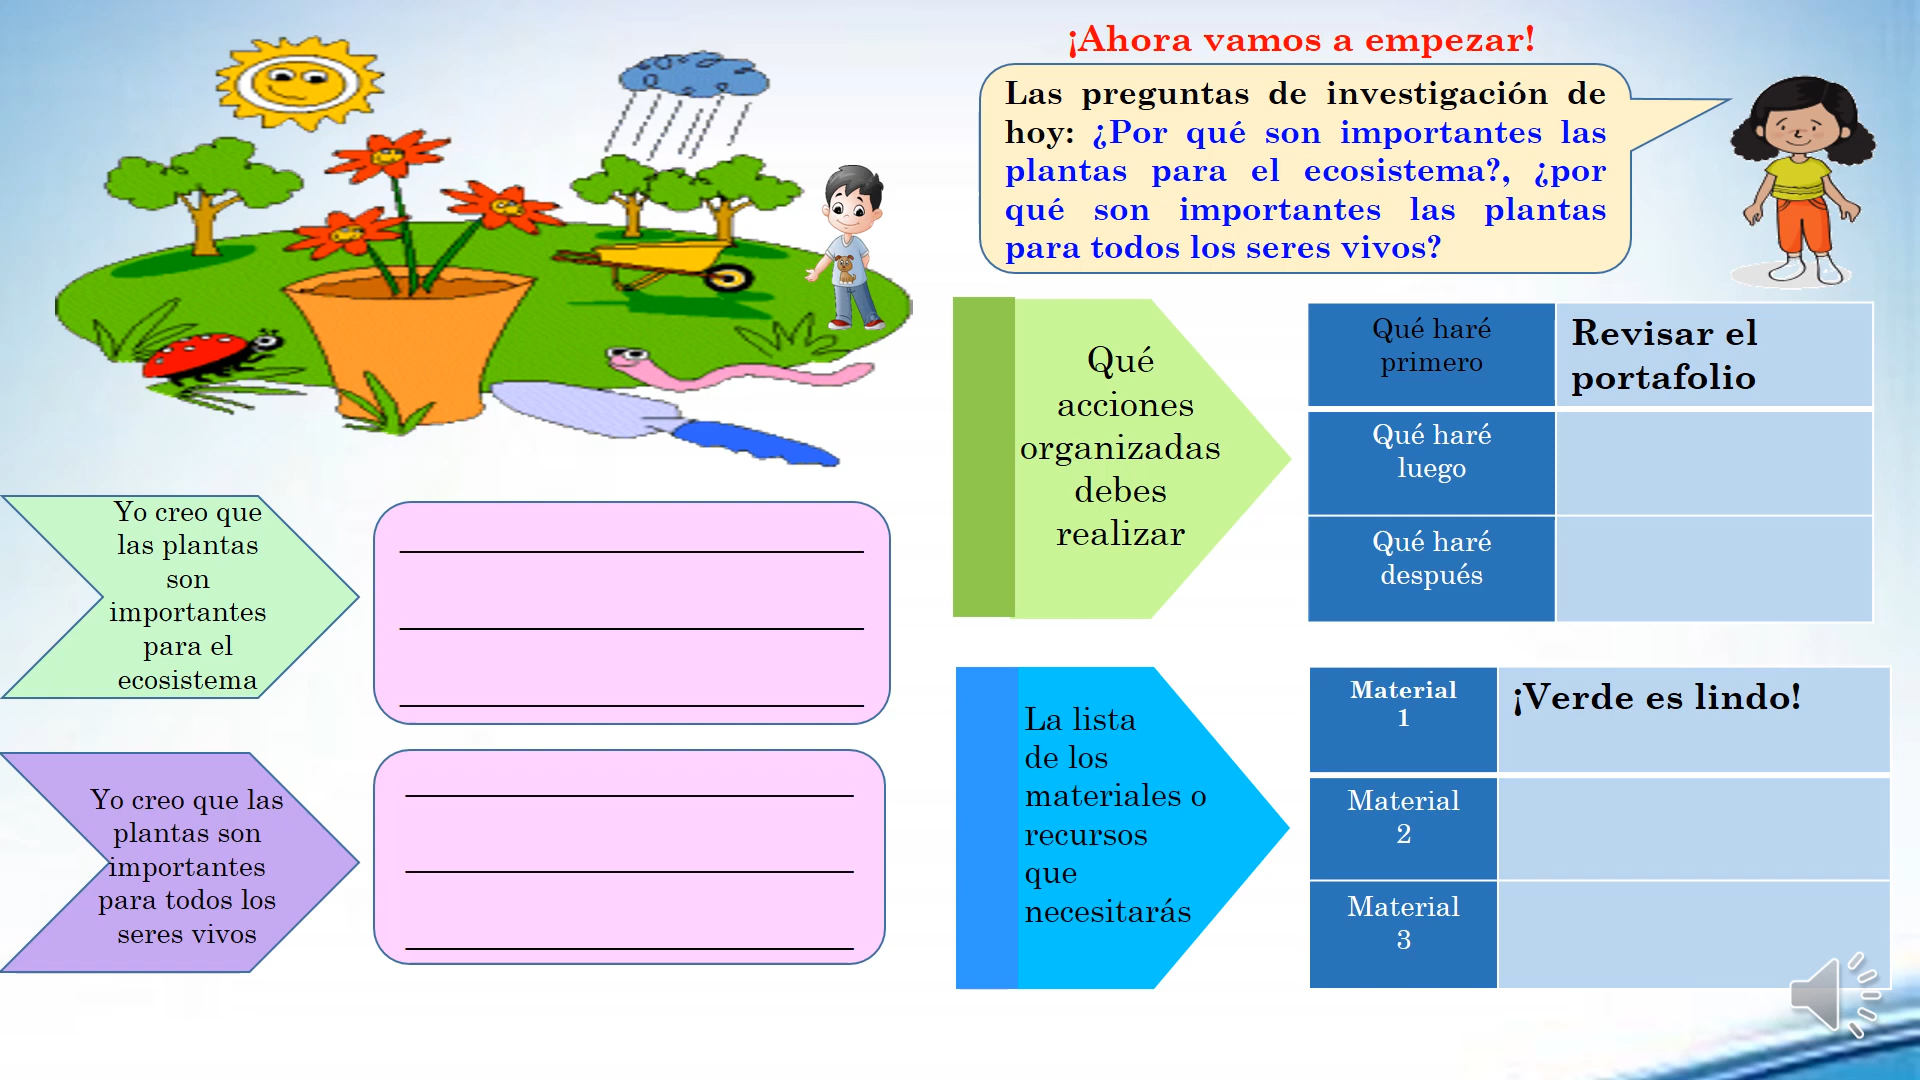 ¡Ahora vamos a empezar!
Las preguntas de investigación de
hoy: ¿Por qué son importantes las
plantas para el ecosistema?, ¿por
qué son importantes las plantas
para todos los seres vivos?
Qué
acciones
organizadas
debes
realizar
Qué haré
primero
Revisar el
portafolio
Qué haré
luego
Qué haré
después
Yo creo que
las plantas
son
importantes
para el
ecosistema
Yo creo que las
plantas son
importantes
para todos los
seres vivos
La lista
de los
materiales o
recursos
que
necesitarás
Material
1
¡Verde es lindo!
Material
2
Material
3